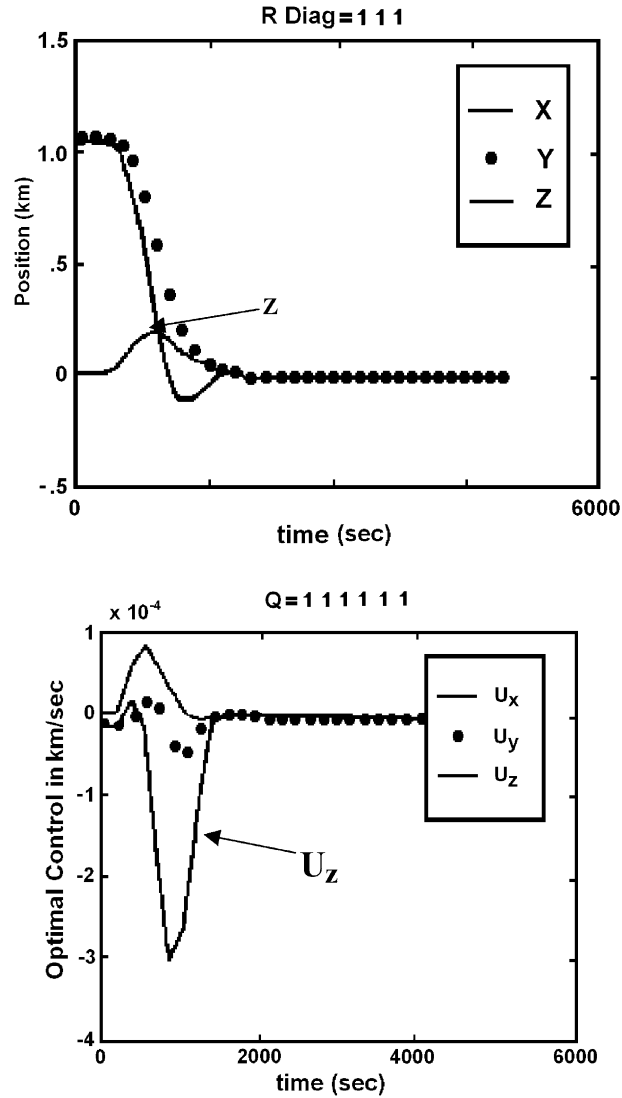 R Diag=1 1 1
1.5
1.0
.5
0
-.5
Position (km)
X
Y
Z
Z
0
6000
time (sec)
x 10-4
Q=1 1 1 1 1 1
1
0
-1
-2
-3
-4
Optimal Control in km/sec
Ux
Uy
Uz
Uz
0
2000
4000
6000
time (sec)